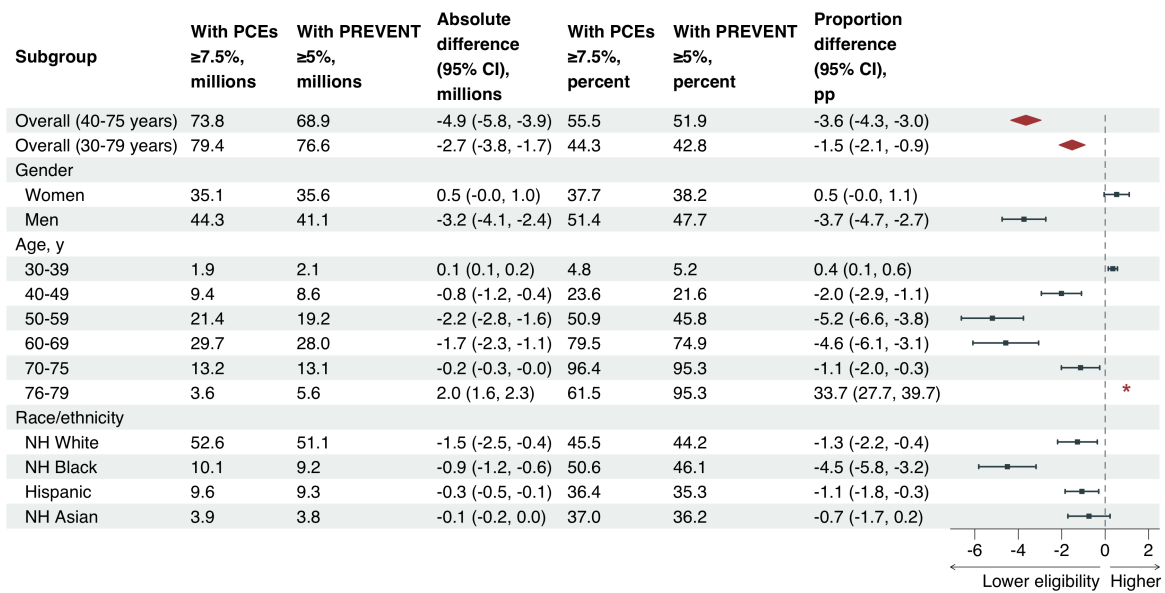 Subgroup | With PCEs ≥7.5%, millions | With PREVENT ≥5%, millions | Absolute difference (95% CI), millions | With PCEs ≥7.5%, percent | With PREVENT ≥5%, percent | Proportion difference (95% CI), pp
Overall (40-75 years) 73.8 68.9 -4.9 (-5.8, -3.9) 55.5 51.9 -3.6 (-4.3, -3.0)
Overall (30-79 years) 79.4 76.6 -2.7 (-3.8, -1.7) 44.3 42.8 -1.5 (-2.1, -0.9)
Gender
Women 35.1 35.6 0.5 (-0.0, 1.0) 37.7 38.2 0.5 (-0.0, 1.1)
Men 44.3 41.1 -3.2 (-4.1, -2.4) 51.4 47.7 -3.7 (-4.7, -2.7)
Age, y
30-39 1.9 2.1 0.1 (0.1, 0.2) 4.8 5.2 0.4 (0.1, 0.6)
40-49 9.4 8.6 -0.8 (-1.2, -0.4) 23.6 21.6 -2.0 (-2.9, -1.1)
50-59 21.4 19.2 -2.2 (-2.8, -1.6) 50.9 45.8 -5.2 (-6.6, -3.8)
60-69 29.7 28.0 -1.7 (-2.3, -1.1) 79.5 74.9 -4.6 (-6.1, -3.1)
70-75 13.2 13.1 -0.2 (-0.3, -0.0) 96.4 95.3 -1.1 (-2.0, -0.3)
76-79 3.6 5.6 2.0 (1.6, 2.3) 61.5 95.3 33.7 (27.7, 39.7) *
Race/ethnicity
NH White 52.6 51.1 -1.5 (-2.5, -0.4) 45.5 44.2 -1.3 (-2.2, -0.4)
NH Black 10.1 9.2 -0.9 (-1.2, -0.6) 50.6 46.1 -4.5 (-5.8, -3.2)
Hispanic 9.6 9.3 -0.3 (-0.5, -0.1) 36.4 35.3 -1.1 (-1.8, -0.3)
NH Asian 3.9 3.8 -0.1 (-0.2, 0.0) 37.0 36.2 -0.7 (-1.7, 0.2)
-6 -4 -2 0 2
Lower eligibility Higher